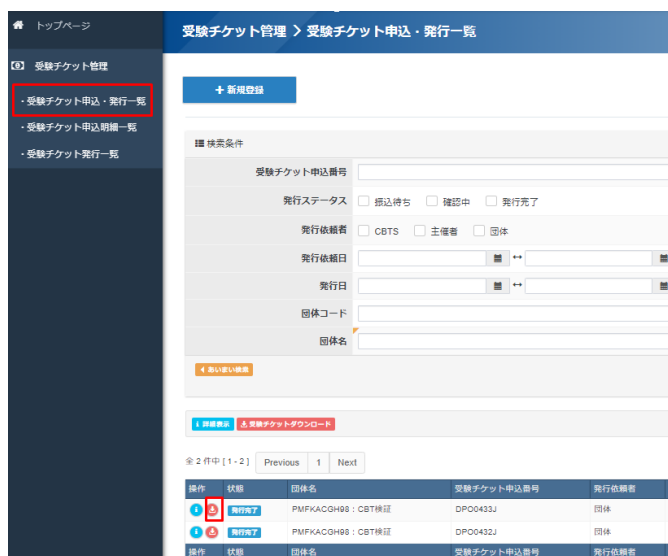 トップページ
受験チケット管理
・受験チケット申込・発行一覧
・受験チケット申込明細一覧
・受験チケット発行一覧
受験チケット管理 > 受験チケット申込・発行一覧
+ 新規登録
検索条件
受験チケット申込番号
発行ステータス 振込待ち 確認中 発行完了
発行依頼者 CBTS 主催者 団体
発行依頼日 ↔
発行日 ↔
団体コード
団体名
あいまい検索
i 詳細表示 受験チケットダウンロード
全 2 件中 [ 1 - 2 ] Previous 1 Next
操作 状態 団体名 受験チケット申込番号 発行依頼者
発行完了 PMFKACGH98:CBT検証 DPO0433J 団体
発行完了 PMFKACGH98:CBT検証 DPO0432J 団体
操作 状態 団体名 受験チケット申込番号 発行依頼者